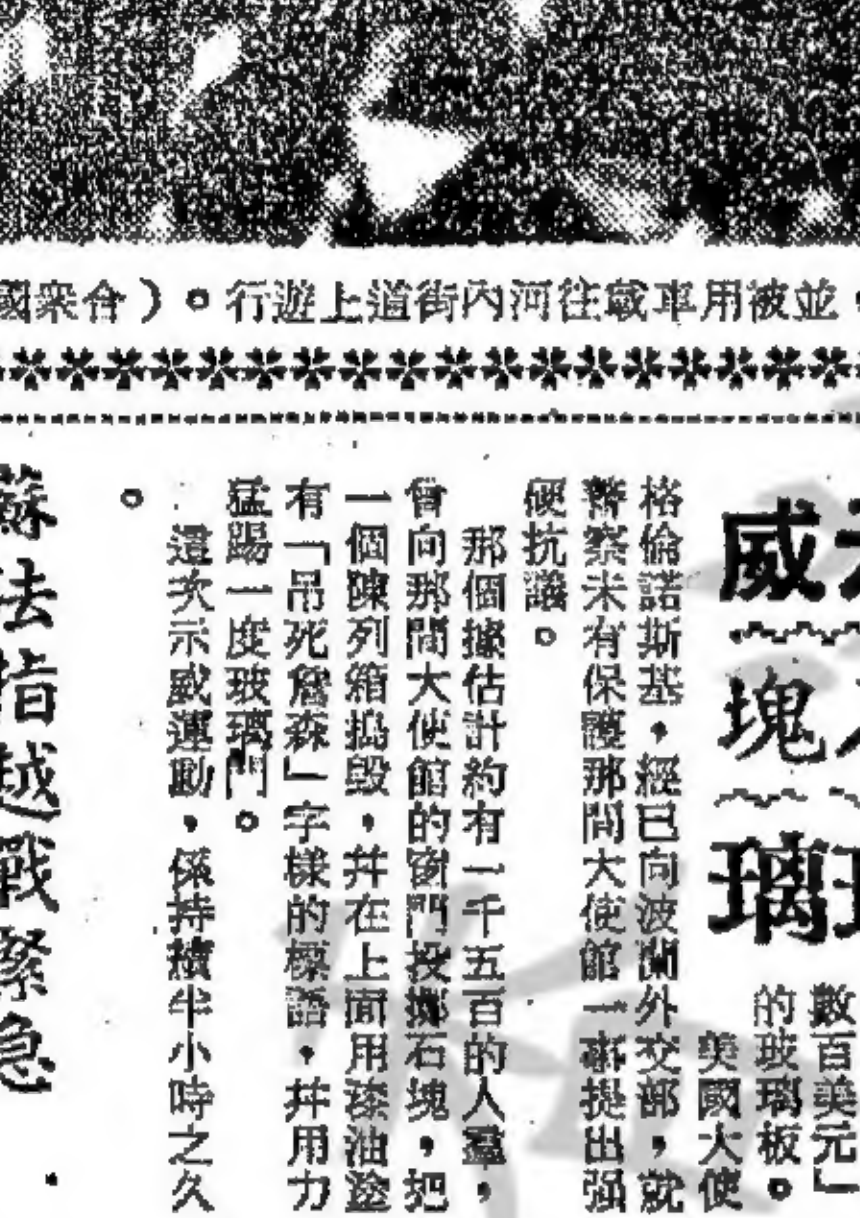 並被用車載往河內街道上遊行。（合眾國
威
塊
璃
數百美元」
的玻璃板。
美國大使
格倫諾斯基，經已向波蘭外交部，就
警察未有保護那間大使館一事提出强
硬抗議。
那個據估計約有一千五百的人羣，
曾向那間大使館的窗門投擲石塊，把
一個陳列箱搗毀，并在上面用漆油塗
有「吊死詹森」字樣的標語，并用力
猛踢一度玻璃門。
這次示威運動，係持續半小時之久
。
蘇法指越戰緊急